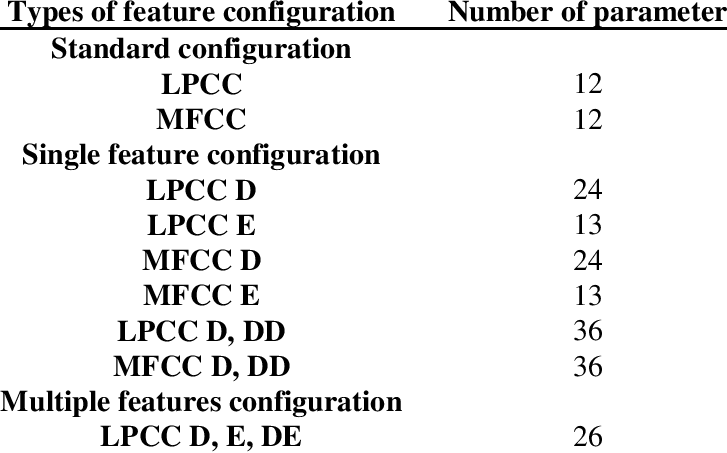 Types of feature configuration Number of parameter
Standard configuration
LPCC 12
MFCC 12
Single feature configuration
LPCC D 24
LPCC E 13
MFCC D 24
MFCC E 13
LPCC D, DD 36
MFCC D, DD 36
Multiple features configuration
LPCC D, E, DE 26